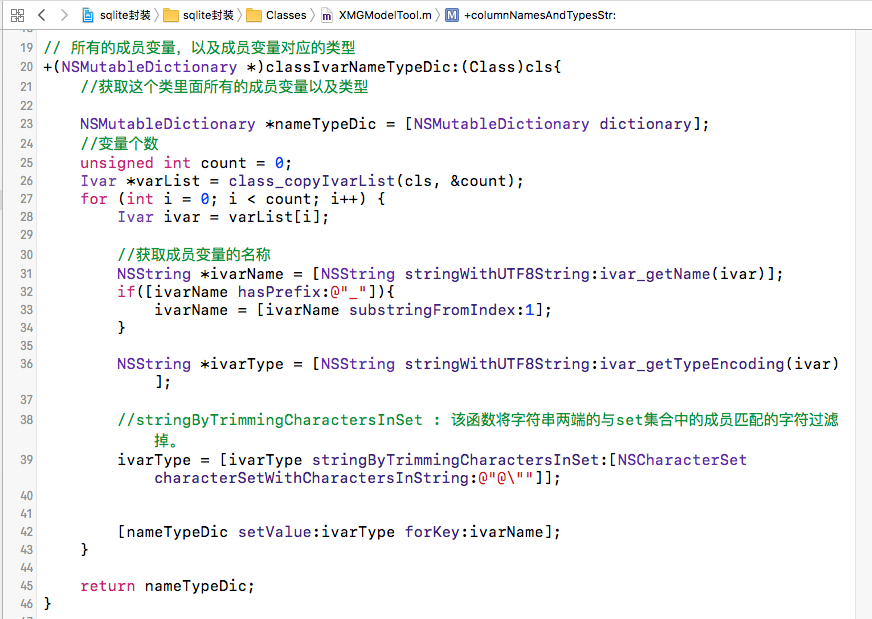 sqlite封装 〉 sqlite封装 〉 Classes 〉 m XMGModelTool.m 〉 M +columnNamesAndTypesStr:
19 // 所有的成员变量，以及成员变量对应的类型
20 +(NSMutableDictionary *)classIvarNameTypeDic:(Class)cls{
21 //获取这个类里面所有的成员变量以及类型
22
23 NSMutableDictionary *nameTypeDic = [NSMutableDictionary dictionary];
24 //变量个数
25 unsigned int count = 0;
26 Ivar *varList = class_copyIvarList(cls, &count);
27 for (int i = 0; i < count; i++) {
28 Ivar ivar = varList[i];
29
30 //获取成员变量的名称
31 NSString *ivarName = [NSString stringWithUTF8String:ivar_getName(ivar)];
32 if([ivarName hasPrefix:@"_"]){
33 ivarName = [ivarName substringFromIndex:1];
34 }
35
36 NSString *ivarType = [NSString stringWithUTF8String:ivar_getTypeEncoding(ivar)
];
37
38 //stringByTrimmingCharactersInSet : 该函数将字符串两端的与set集合中的成员匹配的字符过滤
掉。
39 ivarType = [ivarType stringByTrimmingCharactersInSet:[NSCharacterSet
characterSetWithCharactersInString:@"@\""]];
40
41
42 [nameTypeDic setValue:ivarType forKey:ivarName];
43 }
44
45 return nameTypeDic;
46 }